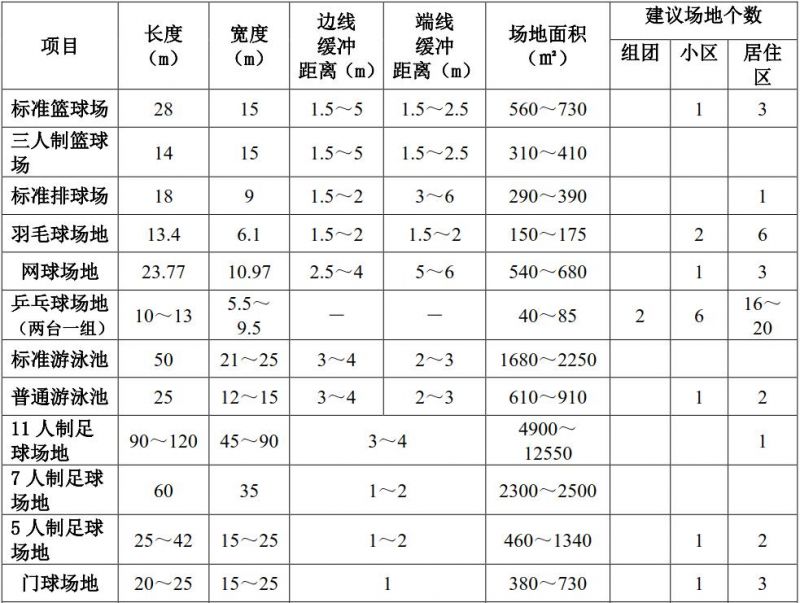 项目 长度（m） 宽度（m） 边线缓冲距离（m） 端线缓冲距离（m） 场地面积（㎡） 建议场地个数
组团 小区 居住区
标准篮球场 28 15 1.5～5 1.5～2.5 560～730 1 3
三人制篮球场 14 15 1.5～5 1.5～2.5 310～410
标准排球场 18 9 1.5～2 3～6 290～390 1
羽毛球场地 13.4 6.1 1.5～2 1.5～2 150～175 2 6
网球场地 23.77 10.97 2.5～4 5～6 540～680 1 3
乒乓球场地（两台一组） 10～13 5.5～9.5 — — 40～85 2 6 16～20
标准游泳池 50 21～25 3～4 2～3 1680～2250
普通游泳池 25 12～15 3～4 2～3 610～910 1 2
11 人制足球场地 90～120 45～90 3～4 4900～12550 1
7 人制足球场地 60 35 1～2 2300～2500
5 人制足球场地 25～42 15～25 1～2 460～1340 1 2
门球场地 20～25 15～25 1 380～730 1 3